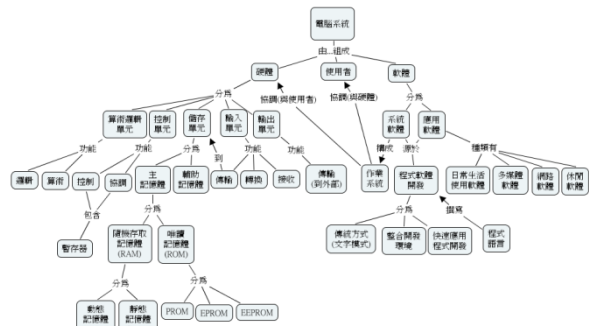 電腦系統
由...組成
硬體
使用者
軟體
分為
協調(與使用者)
協調(與硬體)
分為
算術邏輯
單元
控制
單元
儲存
單元
輸入
單元
輸出
單元
系統
軟體
應用
軟體
功能
功能
分為
到
功能
功能
構成
源於
種類有
邏輯
算術
控制
協調
主
記憶體
輔助
記憶體
傳輸
轉換
接收
傳輸
(到外部)
作業
系統
程式軟體
開發
日常生活
使用軟體
多媒體
軟體
網路
軟體
休閒
軟體
包含
分為
分為
撰寫
暫存器
隨機存取
記憶體
(RAM)
唯讀
記憶體
(ROM)
傳統方式
(文字模式)
整合開發
環境
快速應用
程式開發
程式
語言
分為
分為
動態
記憶體
靜態
記憶體
PROM
EPROM
EEPROM